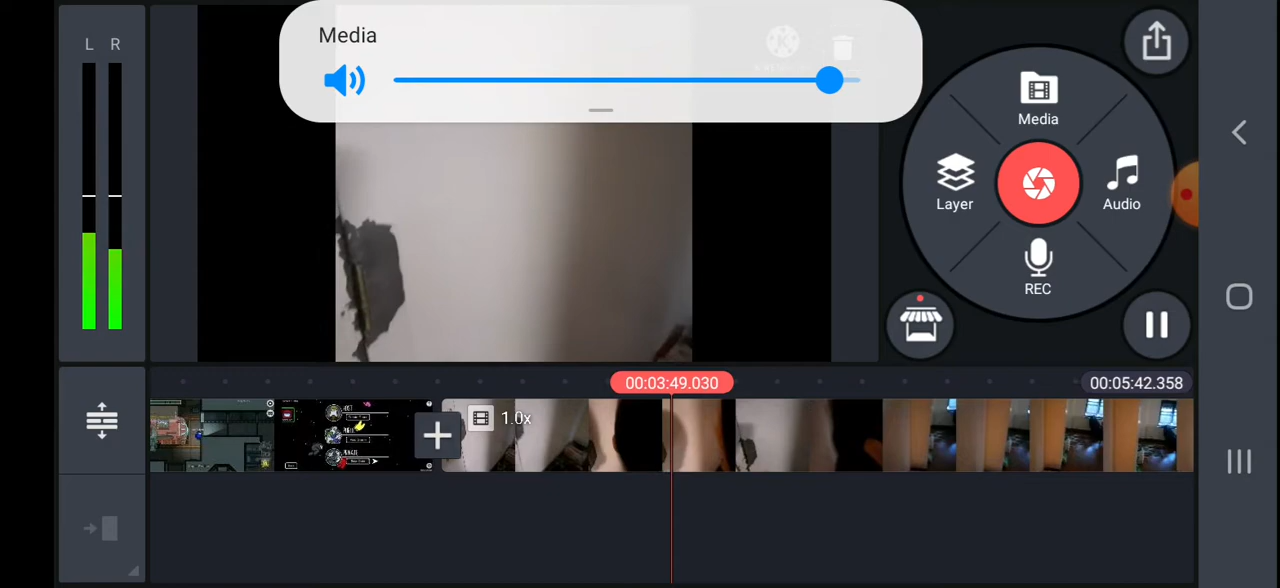 Media
L R
Media
Layer
Audio
REC
00:03:49.030
00:05:42.358
1.0x